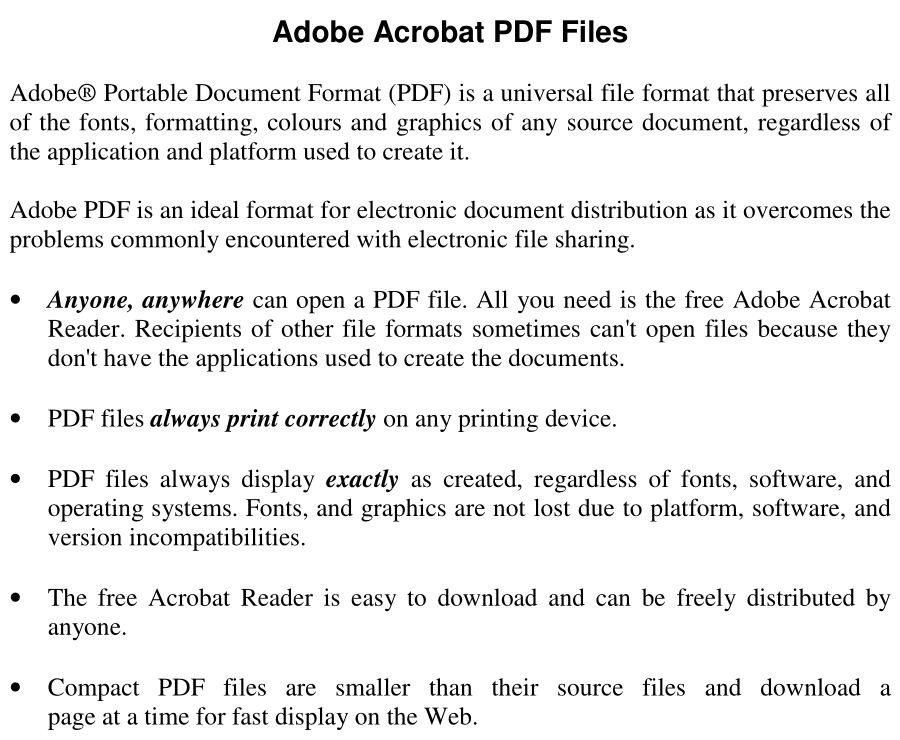 Adobe Acrobat PDF Files
Adobe® Portable Document Format (PDF) is a universal file format that preserves all
of the fonts, formatting, colours and graphics of any source document, regardless of
the application and platform used to create it.
Adobe PDF is an ideal format for electronic document distribution as it overcomes the
problems commonly encountered with electronic file sharing.
• Anyone, anywhere can open a PDF file. All you need is the free Adobe Acrobat
Reader. Recipients of other file formats sometimes can't open files because they
don't have the applications used to create the documents.
• PDF files always print correctly on any printing device.
• PDF files always display exactly as created, regardless of fonts, software, and
operating systems. Fonts, and graphics are not lost due to platform, software, and
version incompatibilities.
• The free Acrobat Reader is easy to download and can be freely distributed by
anyone.
• Compact PDF files are smaller than their source files and download a
page at a time for fast display on the Web.